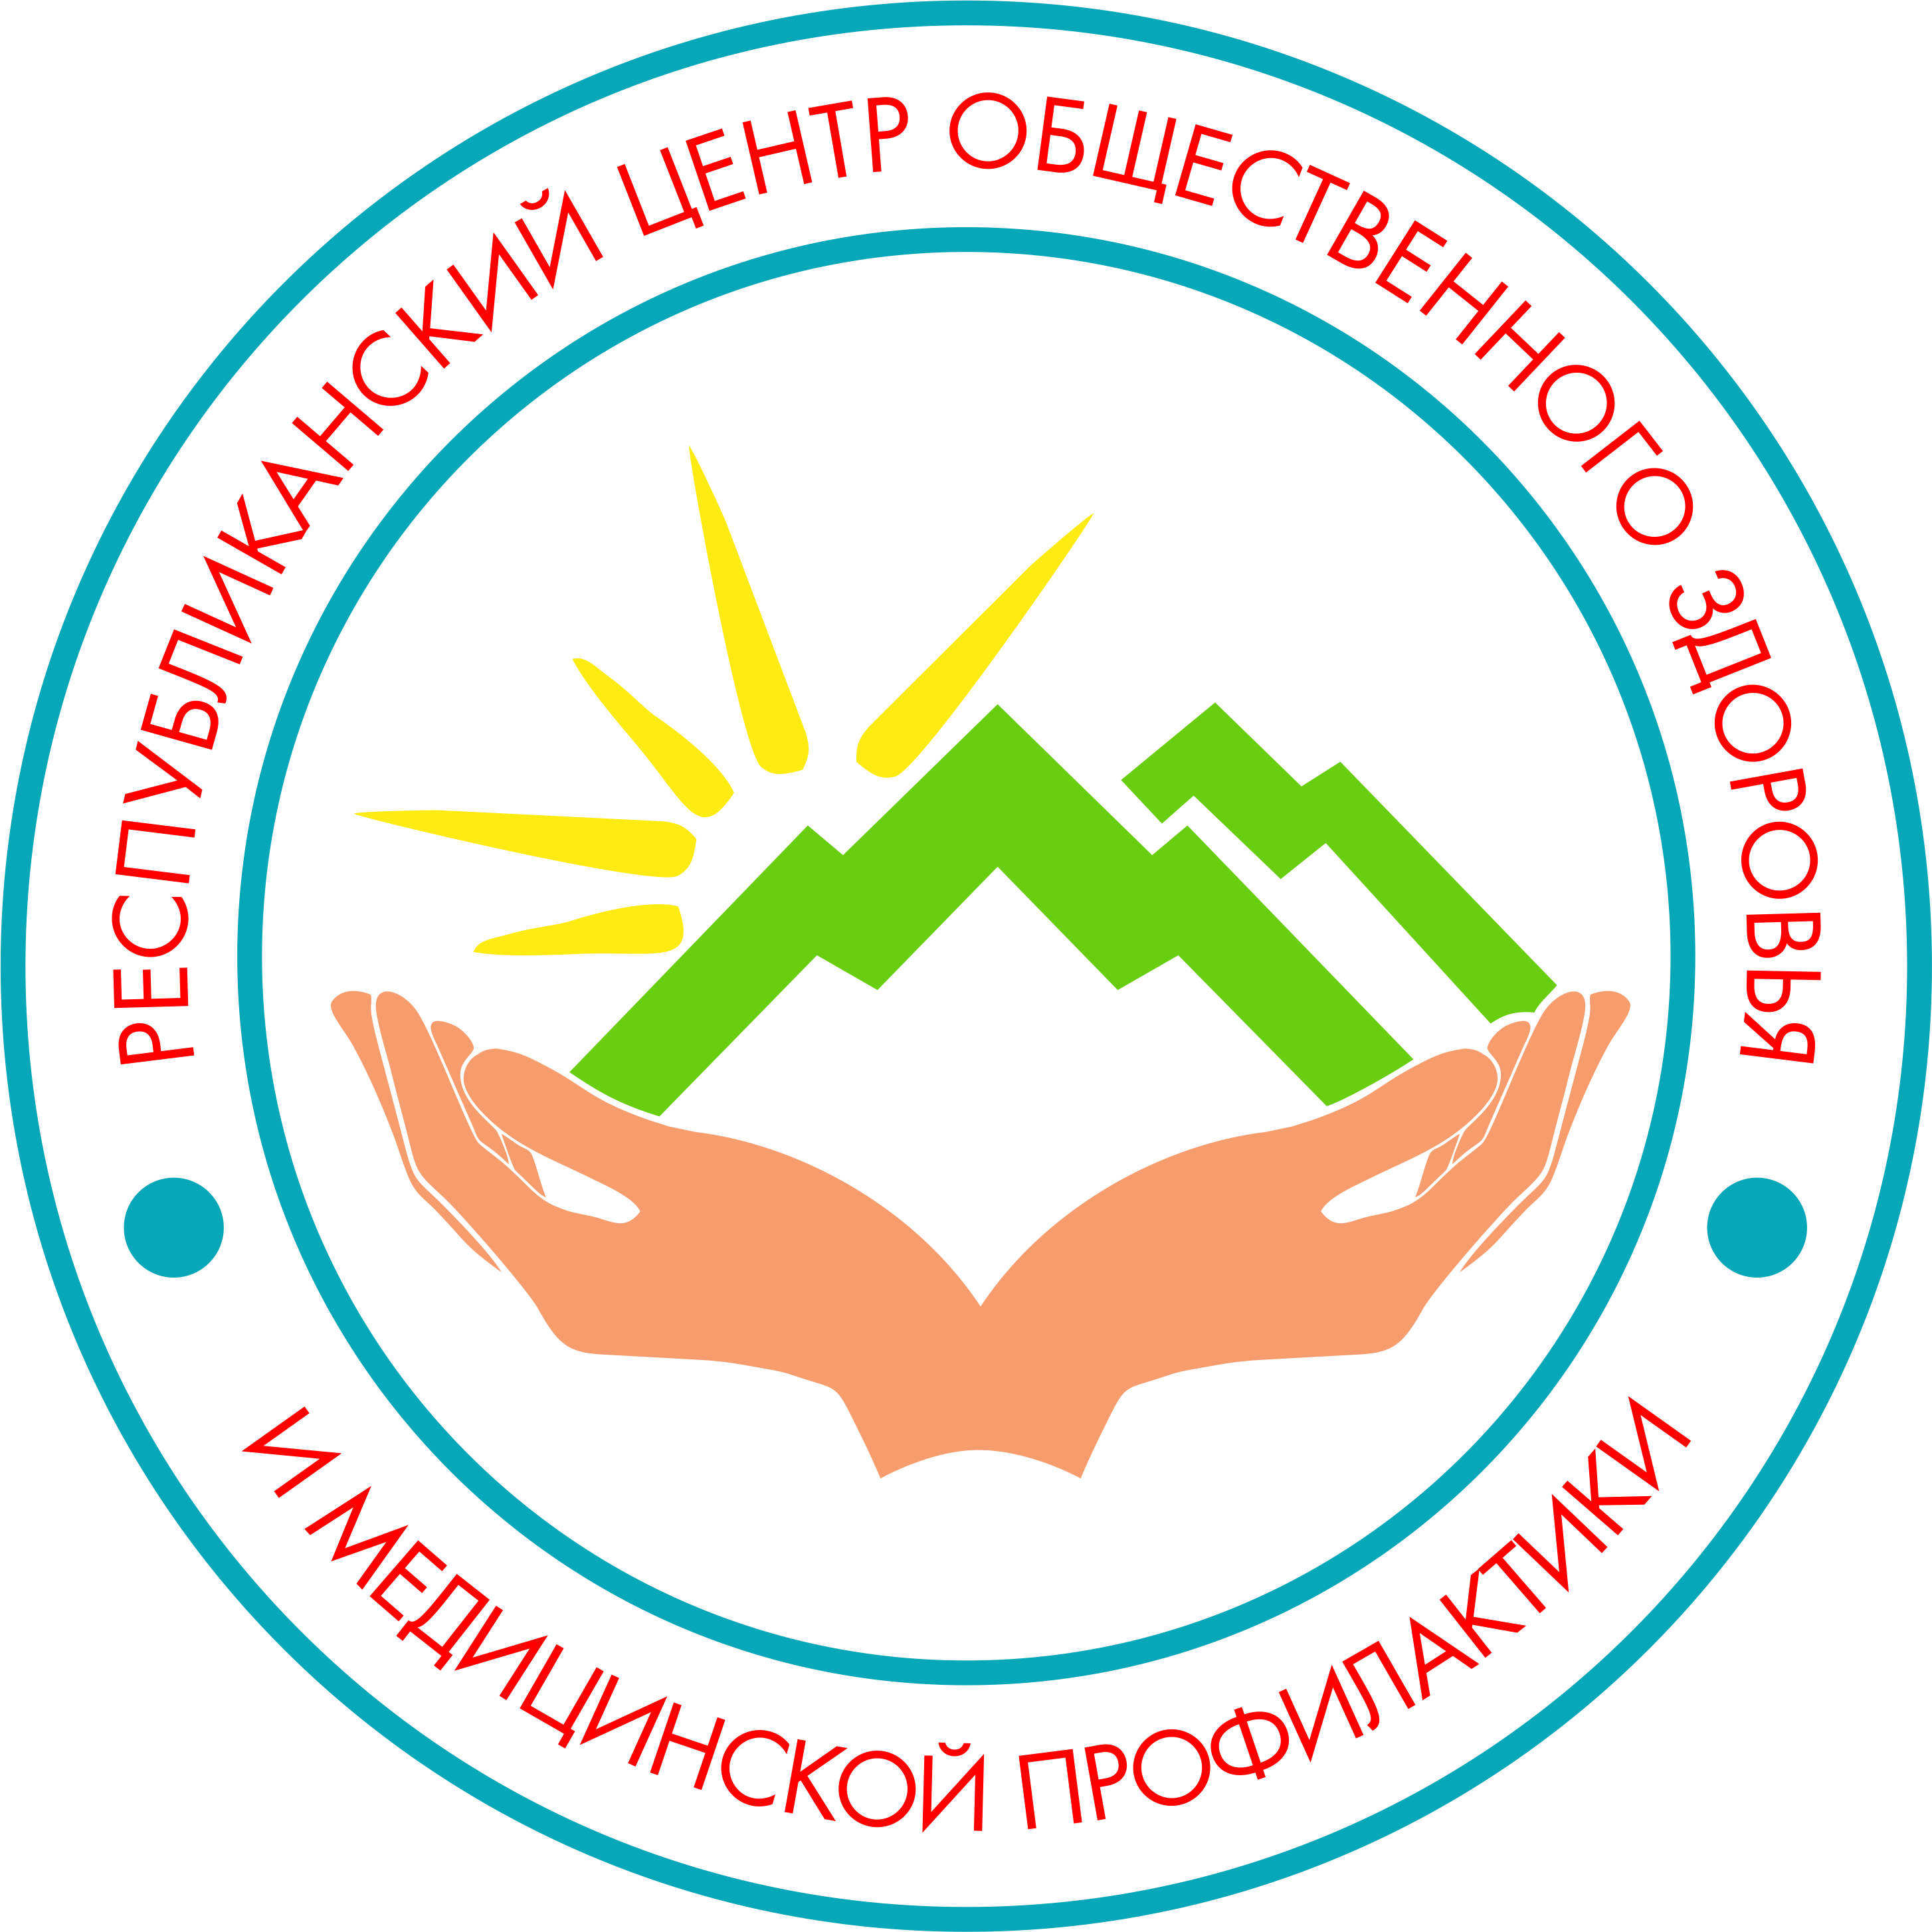 РЕСПУБЛИКАНСКИЙ ЦЕНТР ОБЩЕСТВЕННОГО ЗДОРОВЬЯ
И МЕДИЦИНСКОЙ ПРОФИЛАКТИКИ